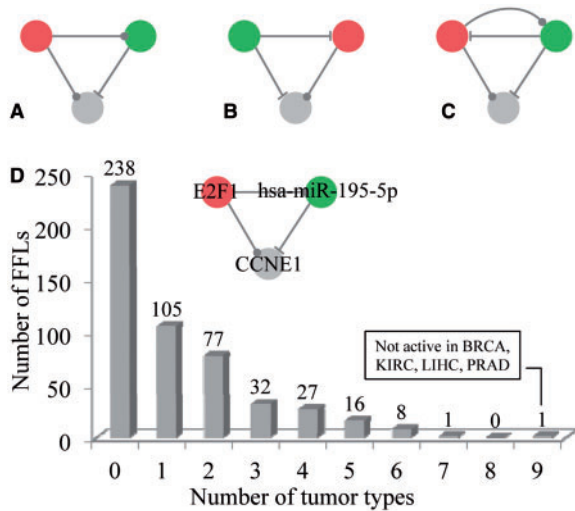 A
B
C
D
E2F1
hsa-miR-195-5p
CCNE1
Number of FFLs
250
200
150
100
50
0
238
105
77
32
27
16
8
1
0
1
Not active in BRCA,
KIRC, LIHC, PRAD
0 1 2 3 4 5 6 7 8 9
Number of tumor types